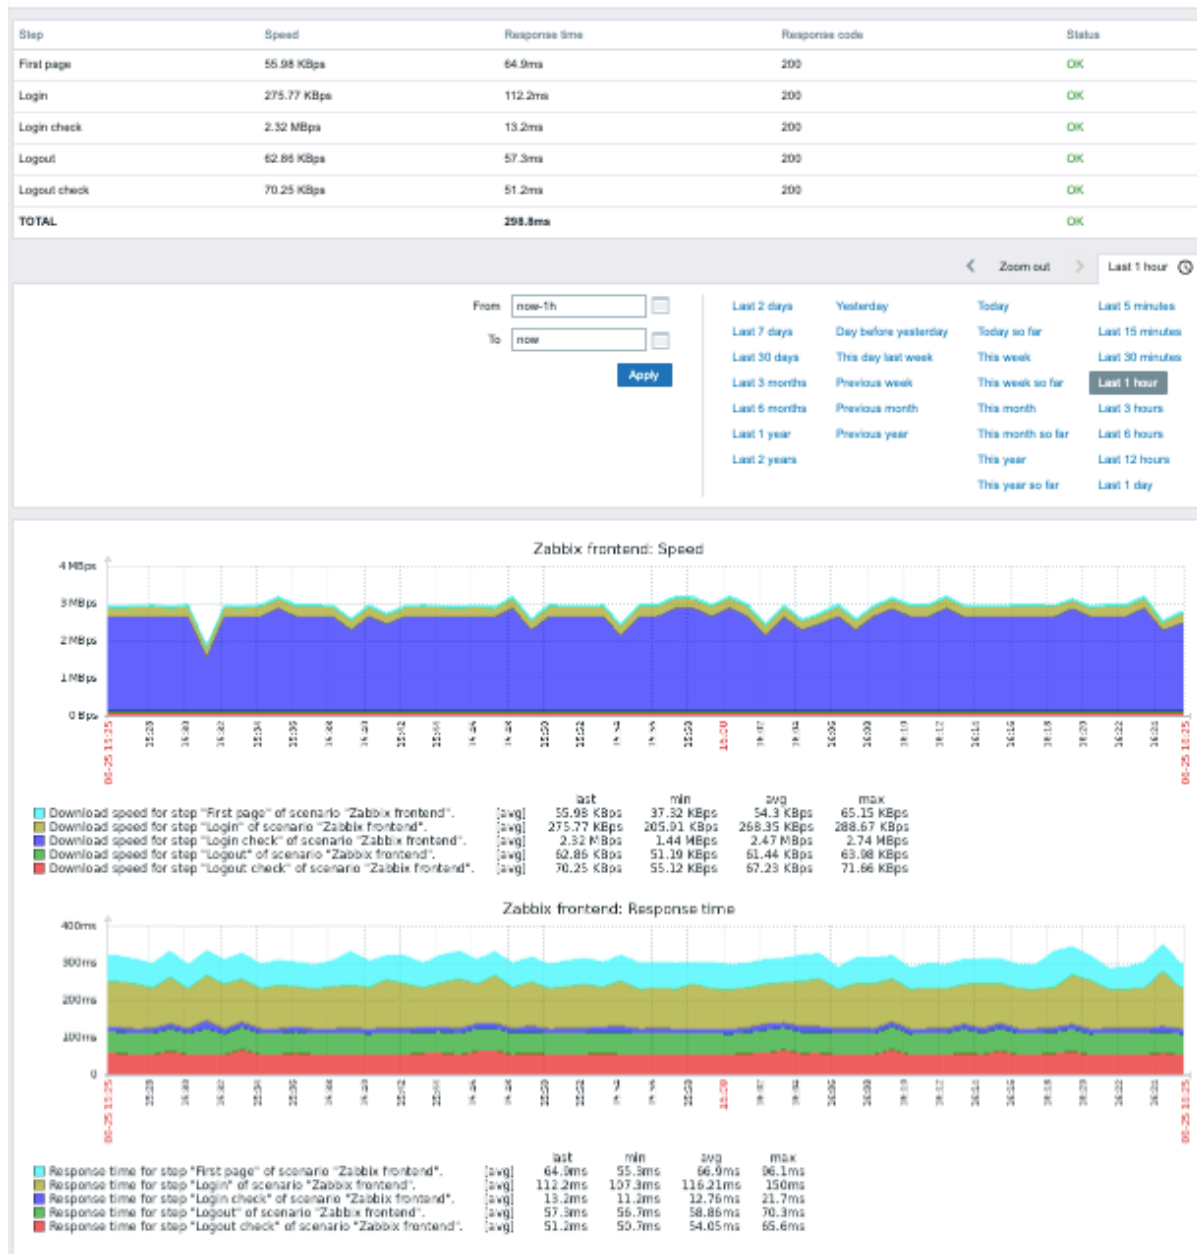 Step Speed Response time Response code Status
First page 55.98 KBps 64.9ms 200 OK
Login 275.77 KBps 112.2ms 200 OK
Login check 2.32 MBps 13.2ms 200 OK
Logout 62.86 KBps 57.3ms 200 OK
Logout check 70.25 KBps 51.2ms 200 OK
TOTAL 298.8ms OK
Zoom out Last 1 hour
From now-1h
To now
Apply
Last 2 days Yesterday Today Last 5 minutes
Last 7 days Day before yesterday Today so far Last 15 minutes
Last 30 days This day last week This week Last 30 minutes
Last 3 months Previous week This week so far Last 1 hour
Last 6 months Previous month This month Last 3 hours
Last 1 year Previous year This month so far Last 6 hours
Last 2 years This year Last 12 hours
This year so far Last 1 day
Zabbix frontend: Speed
4 MBps
3 MBps
2 MBps
1 MBps
0 Bps
last min avg max
Download speed for step "First page" of scenario "Zabbix frontend". [avg] 55.98 KBps 37.32 KBps 54.3 KBps 65.15 KBps
Download speed for step "Login" of scenario "Zabbix frontend". [avg] 275.77 KBps 205.91 KBps 268.35 KBps 288.67 KBps
Download speed for step "Login check" of scenario "Zabbix frontend". [avg] 2.32 MBps 1.44 MBps 2.47 MBps 2.74 MBps
Download speed for step "Logout" of scenario "Zabbix frontend". [avg] 62.86 KBps 51.19 KBps 61.44 KBps 63.98 KBps
Download speed for step "Logout check" of scenario "Zabbix frontend". [avg] 70.25 KBps 55.12 KBps 67.23 KBps 71.66 KBps
Zabbix frontend: Response time
400ms
300ms
200ms
100ms
0
last min avg max
Response time for step "First page" of scenario "Zabbix frontend". [avg] 64.9ms 55.3ms 66.9ms 96.1ms
Response time for step "Login" of scenario "Zabbix frontend". [avg] 112.2ms 107.3ms 116.21ms 150ms
Response time for step "Login check" of scenario "Zabbix frontend". [avg] 13.2ms 11.2ms 12.76ms 21.7ms
Response time for step "Logout" of scenario "Zabbix frontend". [avg] 57.3ms 56.7ms 58.86ms 70.3ms
Response time for step "Logout check" of scenario "Zabbix frontend". [avg] 51.2ms 50.7ms 54.05ms 65.6ms